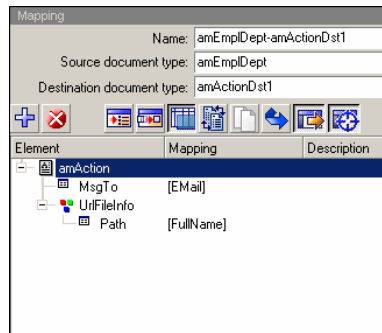 Mapping
Name: amEmplDept-amActionDst1
Source document type: amEmplDept
Destination document type: amActionDst1
Element Mapping Description
amAction
MsgTo [EMail]
UrlFileInfo
Path [FullName]